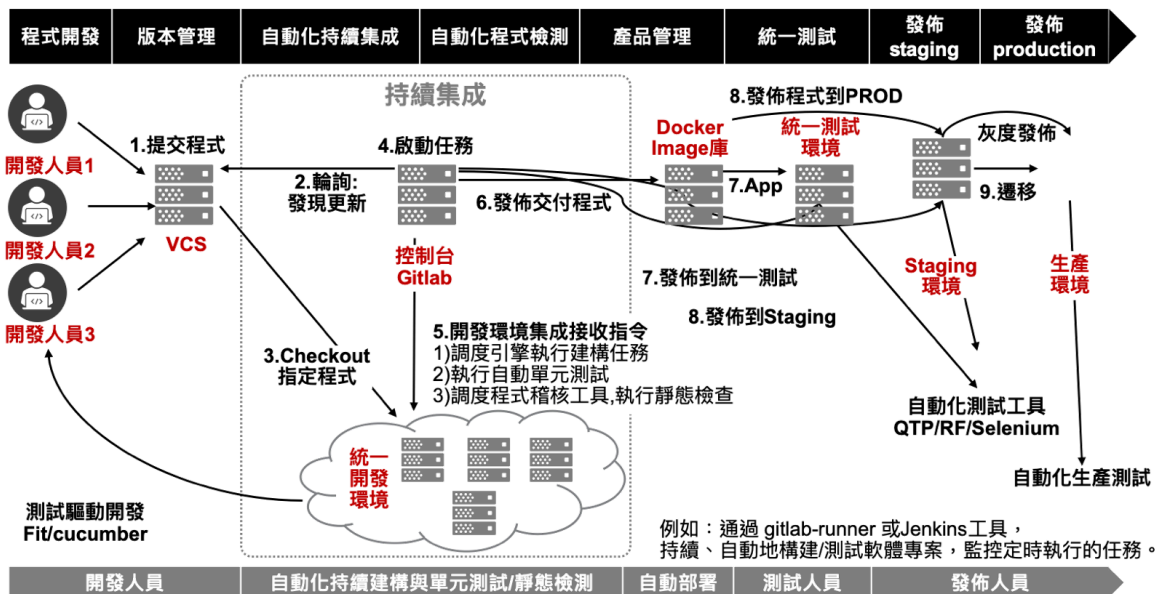 程式開發
版本管理
自動化持續集成
自動化程式檢測
產品管理
統一測試
發佈
staging
發佈
production
持續集成
開發人員1
開發人員2
開發人員3
1.提交程式
VCS
2.輪詢:
發現更新
4.啟動任務
控制台
Gitlab
6.發佈交付程式
Docker
Image庫
7.App
統一測試
環境
8.發佈程式到PROD
灰度發佈
9.遷移
Staging
環境
生產
環境
7.發佈到統一測試
8.發佈到Staging
3.Checkout
指定程式
5.開發環境集成接收指令
1)調度引擎執行建構任務
2)執行自動單元測試
3)調度程式稽核工具,執行靜態檢查
統一
開發
環境
自動化測試工具
QTP/RF/Selenium
自動化生產測試
測試驅動開發
Fit/cucumber
例如：通過 gitlab-runner 或Jenkins工具，
持續、自動地構建/測試軟體專案，監控定時執行的任務。
開發人員
自動化持續建構與單元測試/靜態檢測
自動部署
測試人員
發佈人員